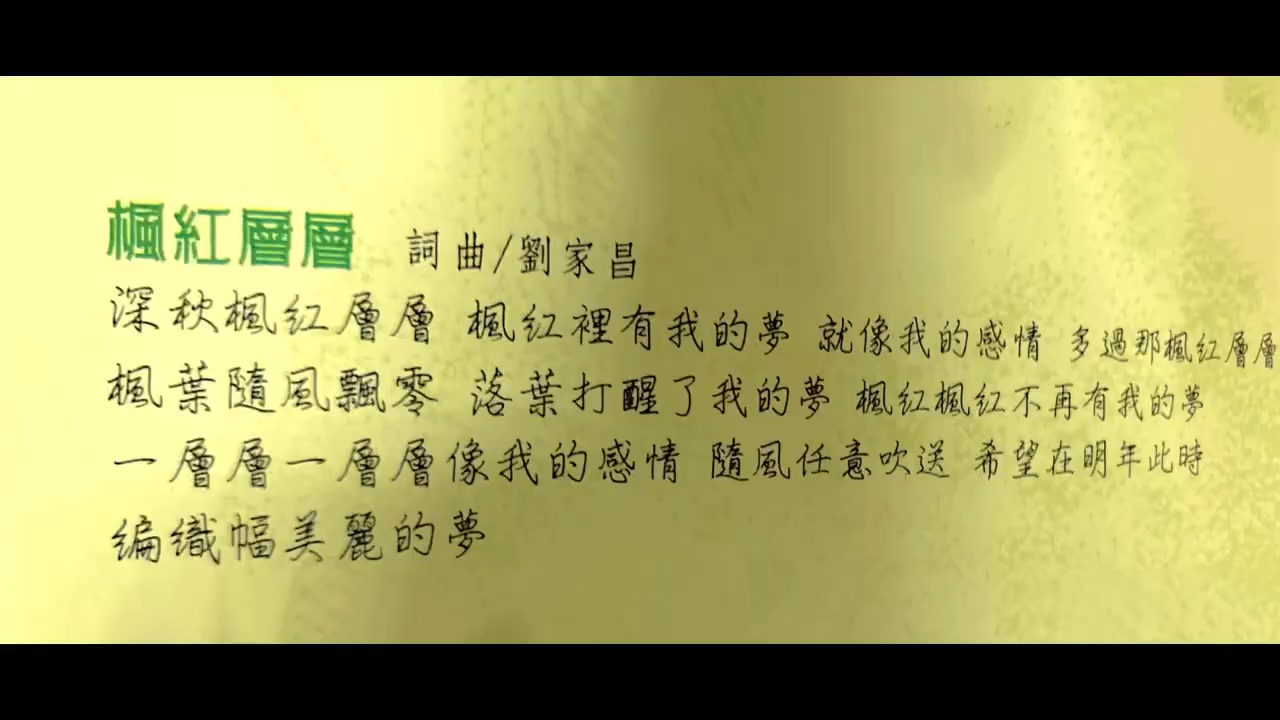 楓紅層層 詞曲/劉家昌
深秋楓紅層層 楓紅裡有我的夢 就像我的感情 多過那楓紅層層
楓葉隨風飄零 落葉打醒了我的夢 楓紅楓紅不再有我的夢
一層層一層層像我的感情 隨風任意吹送 希望在明年此時
編織幅美麗的夢